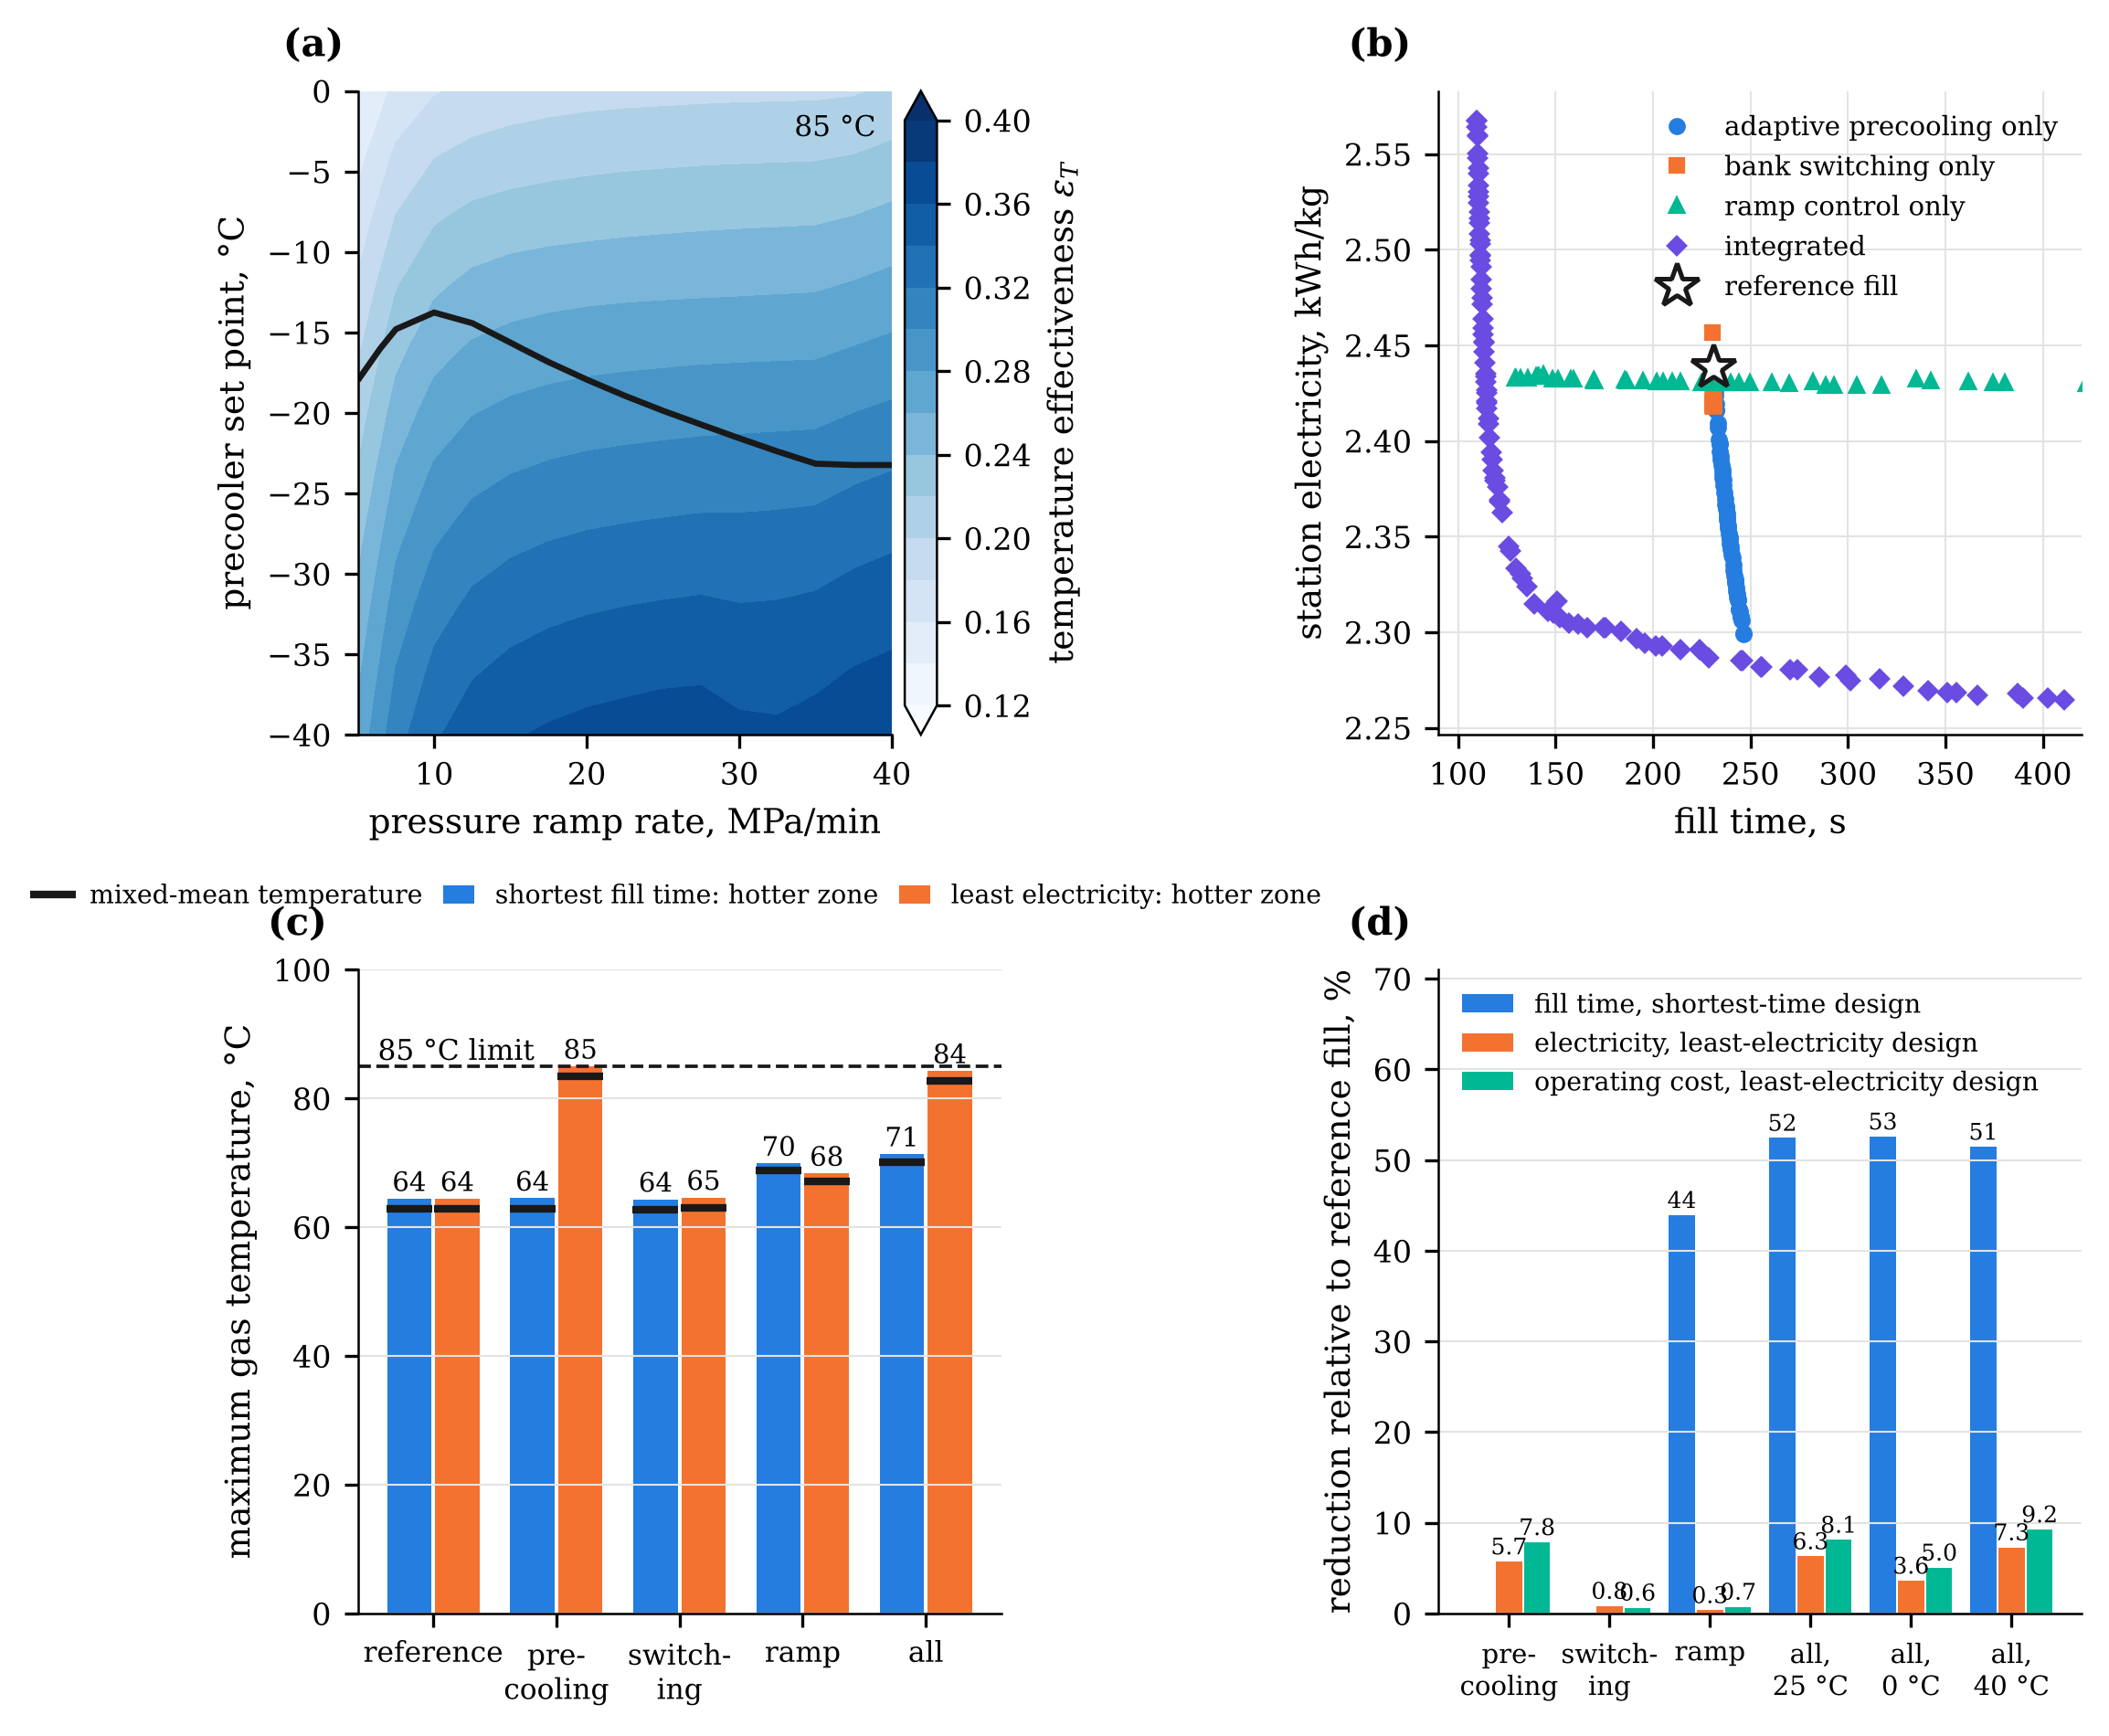 (a)
0
−5
−10
−15
−20
−25
−30
−35
−40
precooler set point, °C
85 °C
10
20
30
40
pressure ramp rate, MPa/min
0.40
0.36
0.32
0.28
0.24
0.20
0.16
0.12
temperature effectiveness ε_T
(b)
2.55
2.50
2.45
2.40
2.35
2.30
2.25
station electricity, kWh/kg
adaptive precooling only
bank switching only
ramp control only
integrated
reference fill
100
150
200
250
300
350
400
fill time, s
mixed-mean temperature
shortest fill time: hotter zone
least electricity: hotter zone
(c)
100
80
60
40
20
0
maximum gas temperature, °C
85 °C limit
64
64
64
85
64
65
70
68
71
84
reference
pre-
cooling
switch-
ing
ramp
all
(d)
70
60
50
40
30
20
10
0
reduction relative to reference fill, %
fill time, shortest-time design
electricity, least-electricity design
operating cost, least-electricity design
5.7
7.8
0.8
0.6
44
0.3
0.7
52
6.3
8.1
53
3.6
5.0
51
7.3
9.2
pre-
cooling
switch-
ing
ramp
all,
25 °C
all,
0 °C
all,
40 °C